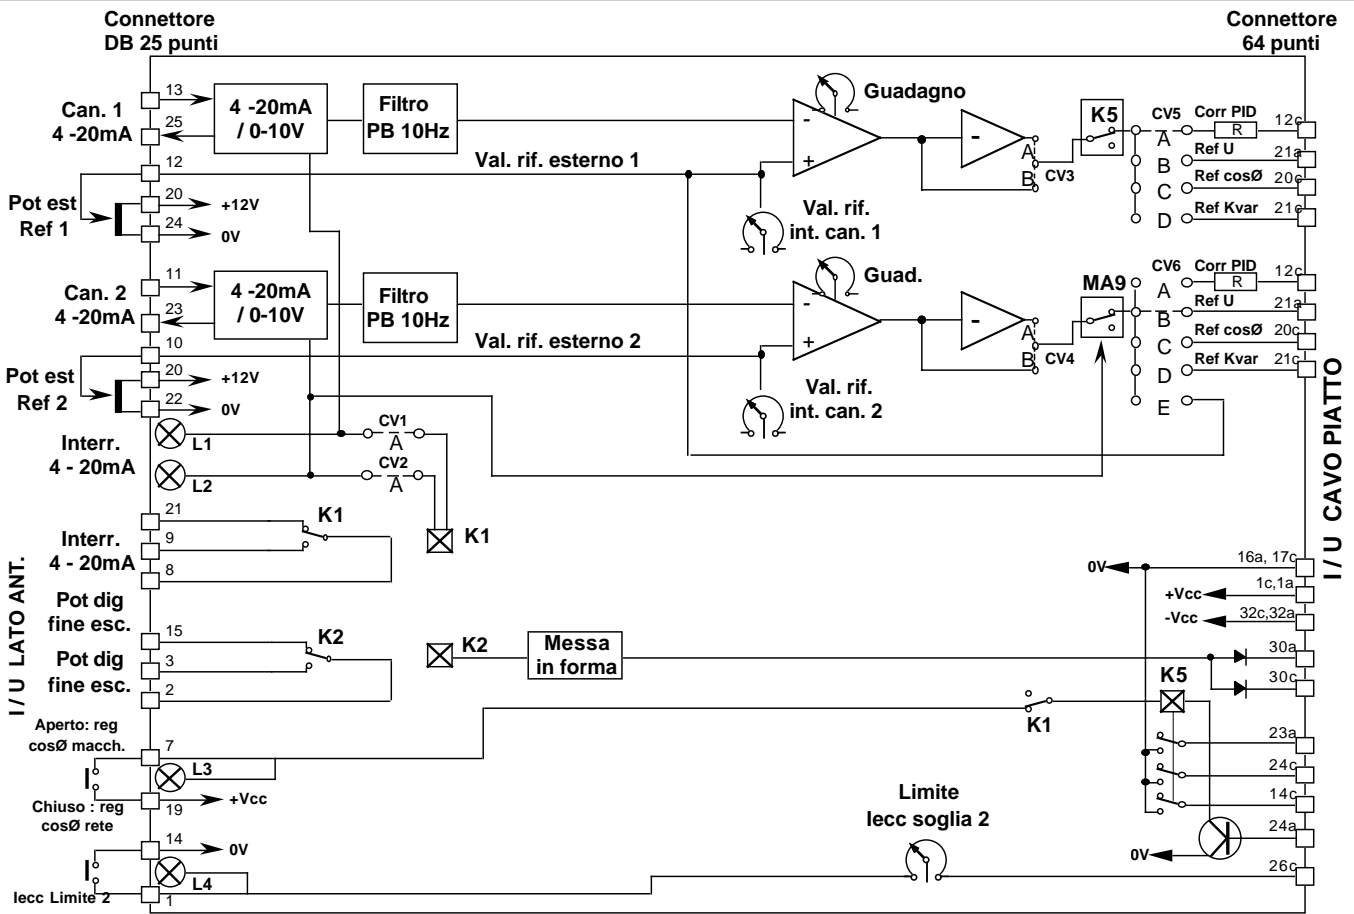 Connettore
DB 25 punti
Connettore
64 punti
Can. 1
4 -20mA
13
25
4 -20mA
/ 0-10V
Filtro
PB 10Hz
Guadagno
-
+
-
A
B
CV3
K5
CV5
Corr PID
R
12c
A
Ref U
21a
B
Ref cosØ
20c
C
Ref Kvar
21c
D
12
Val. rif. esterno 1
Pot est
Ref 1
20
+12V
24
0V
Val. rif.
int. can. 1
Can. 2
4 -20mA
11
23
4 -20mA
/ 0-10V
Filtro
PB 10Hz
Guad.
-
+
-
A
B
CV4
MA9
CV6
Corr PID
R
12c
A
Ref U
21a
B
Ref cosØ
20c
C
Ref Kvar
21c
D
E
10
Val. rif. esterno 2
Pot est
Ref 2
20
+12V
22
0V
Val. rif.
int. can. 2
Interr.
4 - 20mA
L1
CV1
A
L2
CV2
A
K1
21
K1
Interr.
4 - 20mA
9
8
Pot dig
fine esc.
15
K2
Pot dig
fine esc.
3
2
K2
Messa
in forma
I / U CAVO PIATTO
I / U LATO ANT.
0V
16a, 17c
+Vcc
1c,1a
-Vcc
32c,32a
30a
30c
K5
K1
23a
24c
14c
24a
0V
26c
Aperto: reg
cosØ macch.
7
L3
+Vcc
19
Chiuso : reg
cosØ rete
14
0V
L4
Iecc Limite 2
1
Limite
Iecc soglia 2